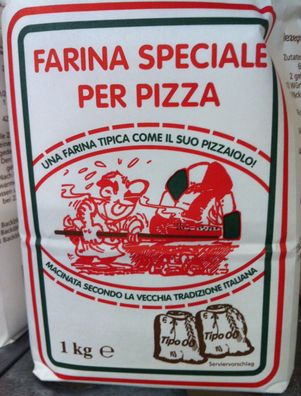 FARINA SPECIALE
PER PIZZA
UNA FARINA TIPICA COME IL SUO PIZZAIOLO!
MACINATA SECONDO LA VECCHIA TRADIZIONE ITALIANA
1 kg e
Tipo 00
Tipo 00
Serviervorschlag